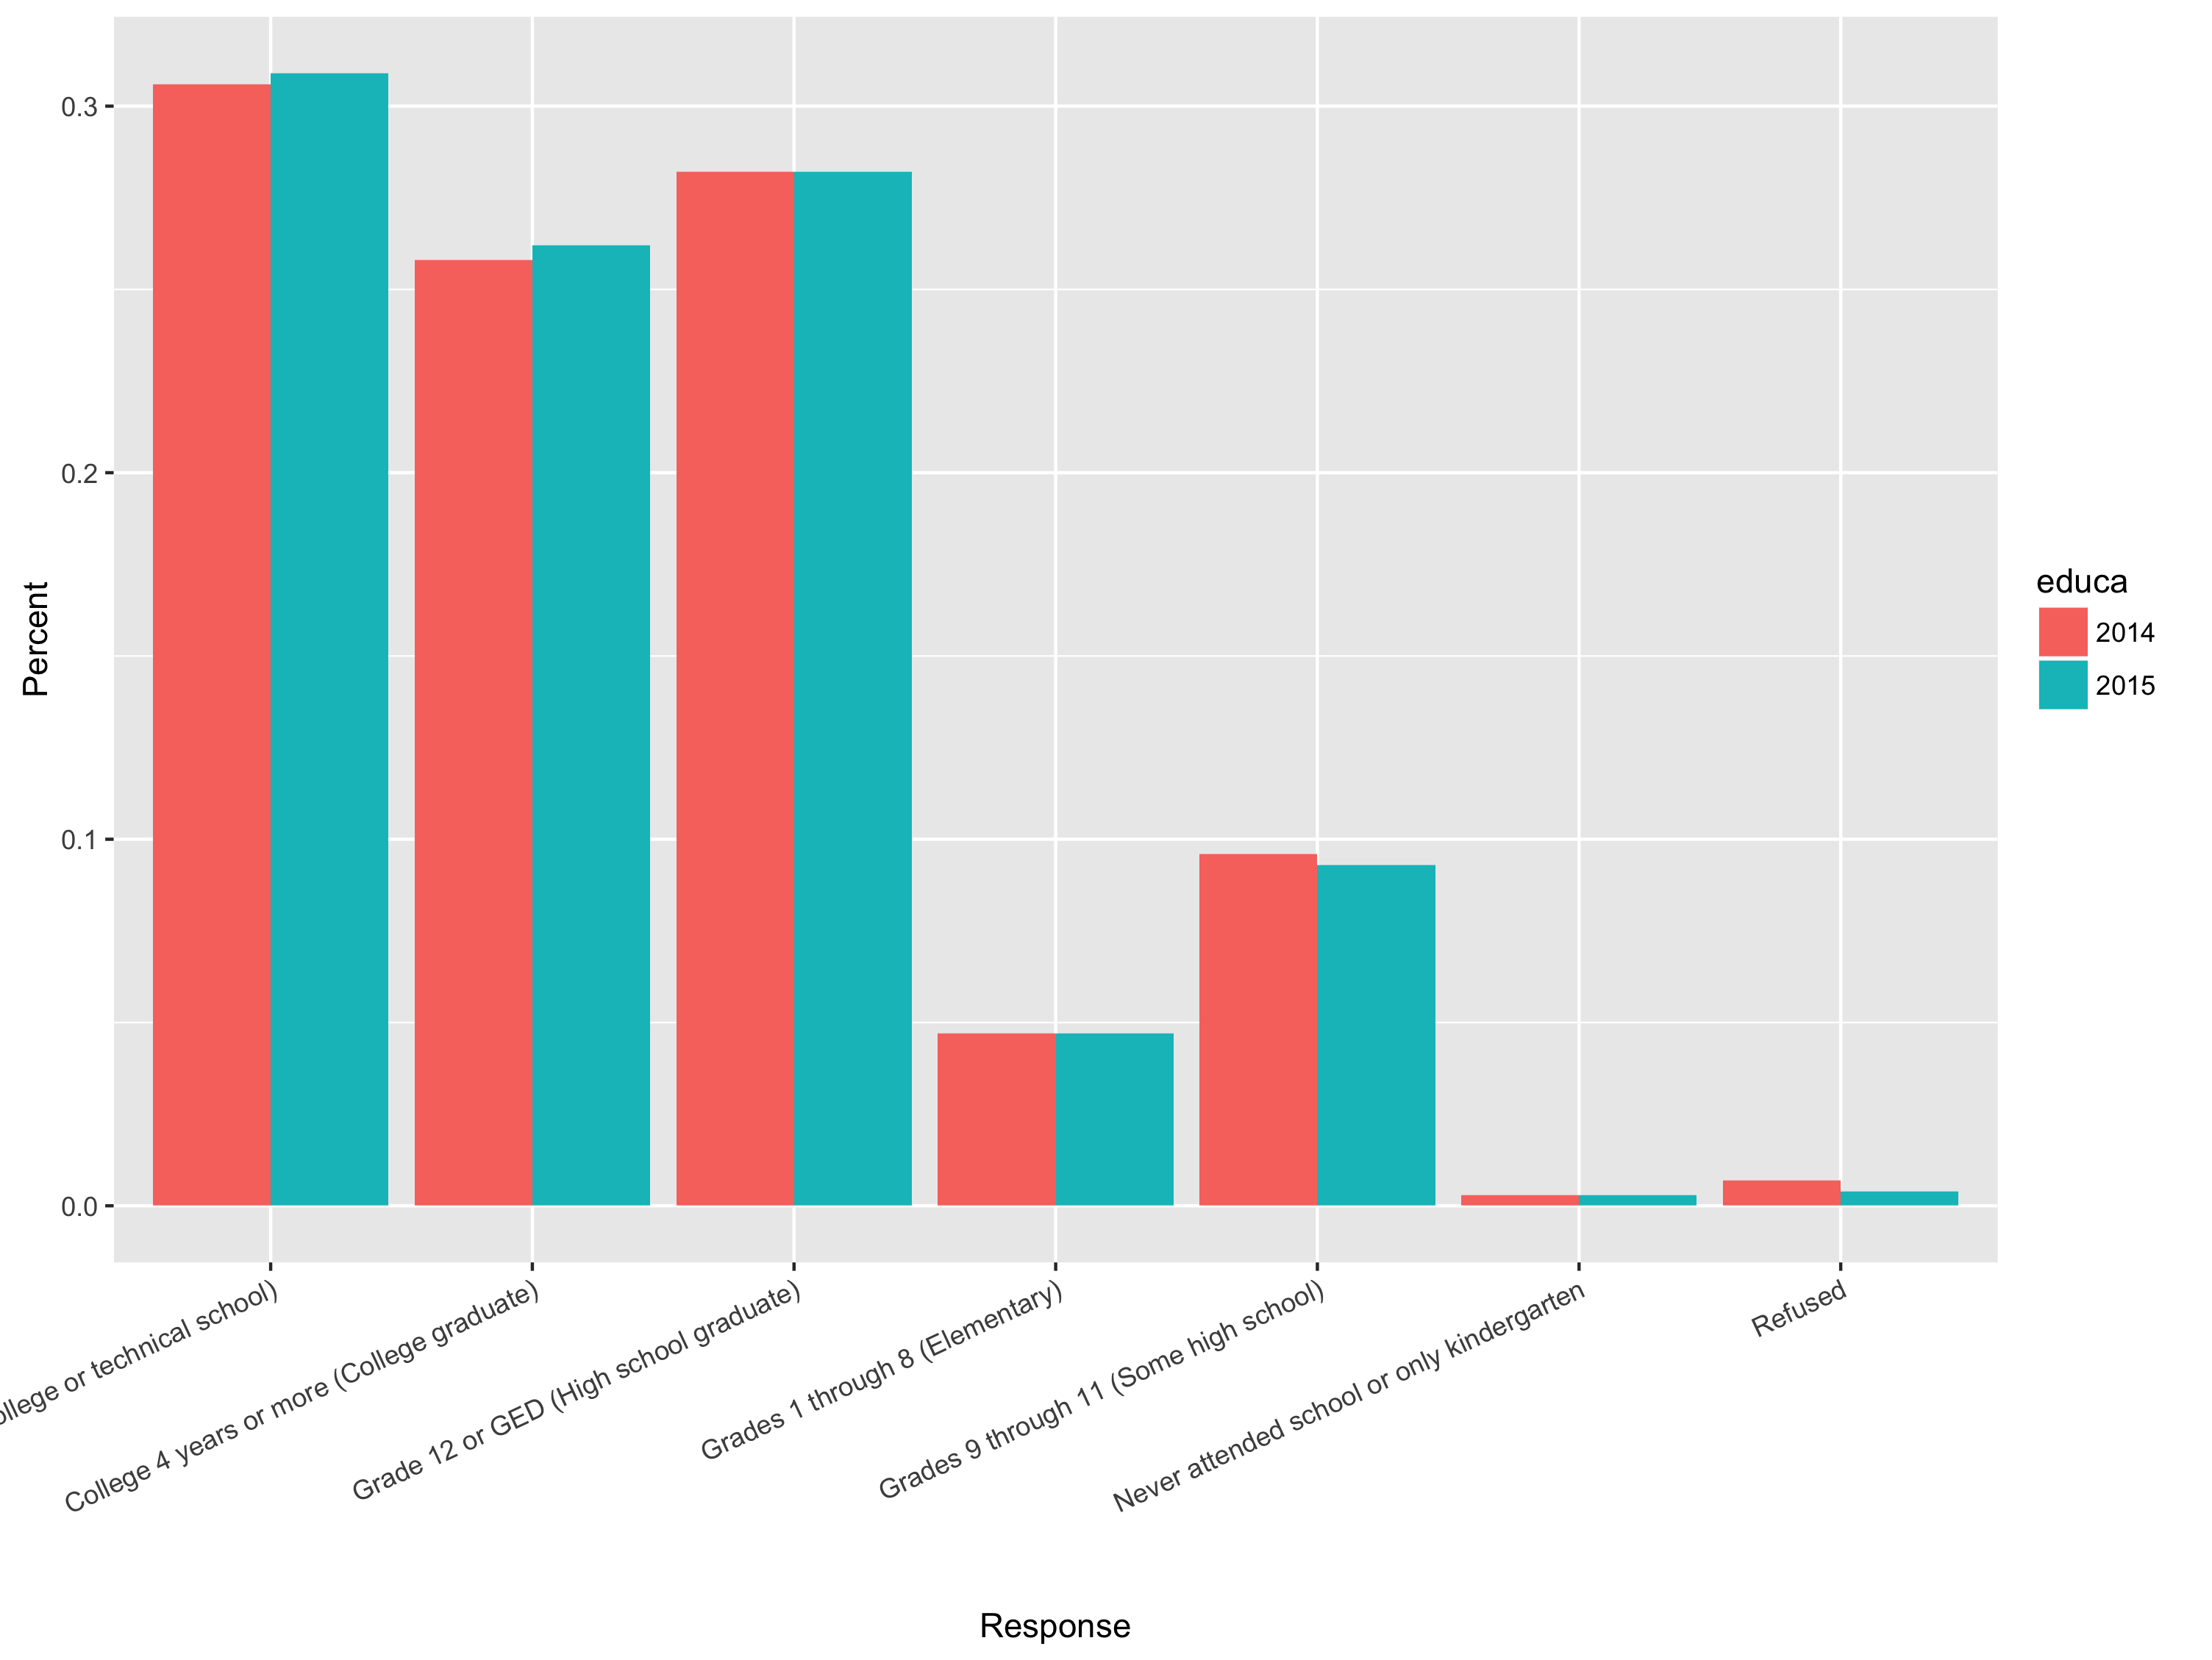 0.3
0.2
0.1
0.0
Percent
or technical school)
College 4 years or more (College graduate)
Grade 12 or GED (High school graduate)
Grades 1 through 8 (Elementary)
Grades 9 through 11 (Some high school)
Never attended school or only kindergarten
Refused
Response
educa
2014
2015